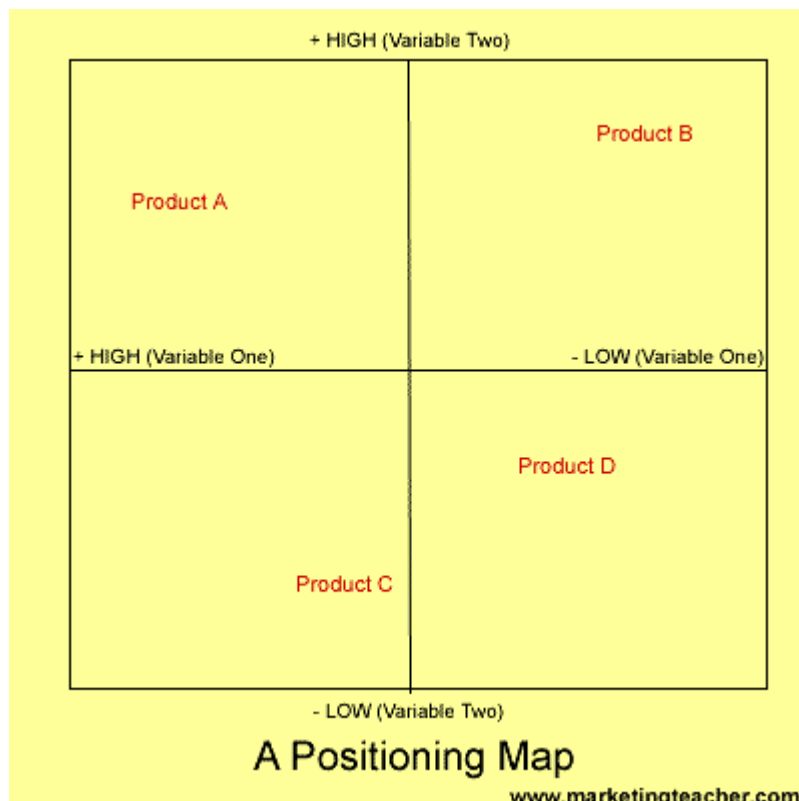 + HIGH (Variable Two)
Product B
Product A
+ HIGH (Variable One)
- LOW (Variable One)
Product D
Product C
- LOW (Variable Two)
A Positioning Map
www.marketingteacher.com